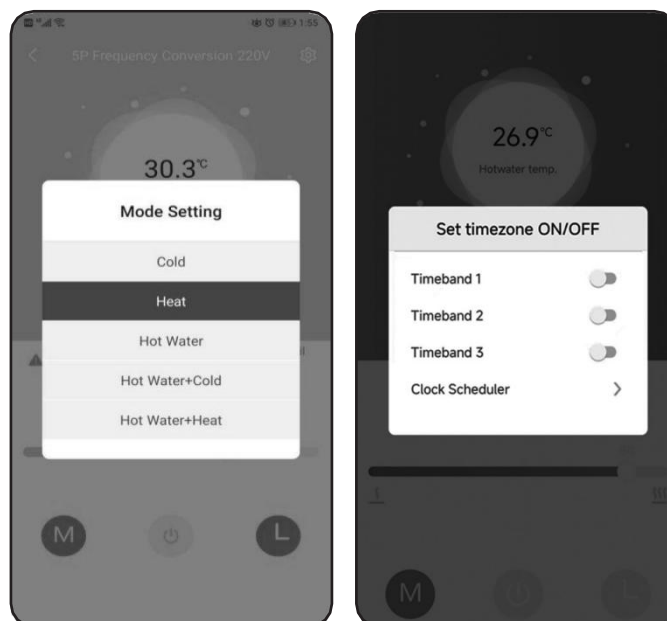 1:55
5P Frequency Conversion 220V
30.3°C
Mode Setting
Cold
Heat
Hot Water
Hot Water+Cold
Hot Water+Heat
M
L
26.9°C
Hotwater temp.
Set timezone ON/OFF
Timeband 1
Timeband 2
Timeband 3
Clock Scheduler
M
L